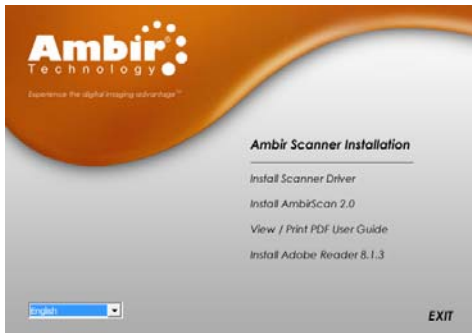 Ambir®
Technology
Experience the digital imaging advantage™
Ambir Scanner Installation
Install Scanner Driver
Install AmbirScan 2.0
View / Print PDF User Guide
Install Adobe Reader 8.1.3
English
EXIT